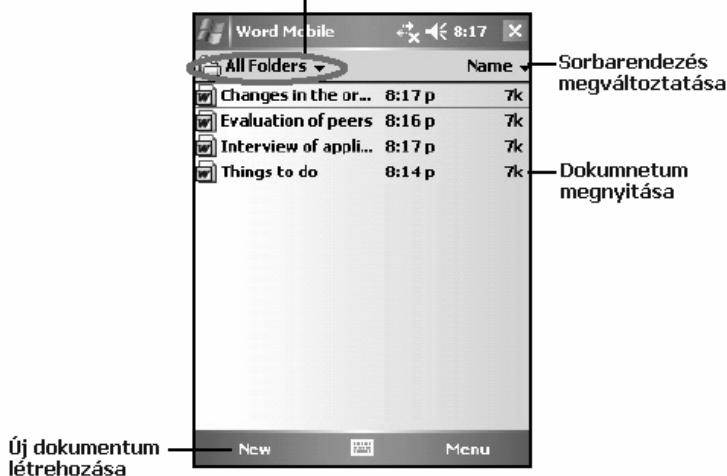 Word Mobile 8:17
All Folders Name
Changes in the or... 8:17 p 7k
Evaluation of peers 8:16 p 7k
Interview of appli... 8:17 p 7k
Things to do 8:14 p 7k
Sorbarendezés
megváltoztatása
Dokumnetum
megnyitása
New Menu
Új dokumentum
létrehozása